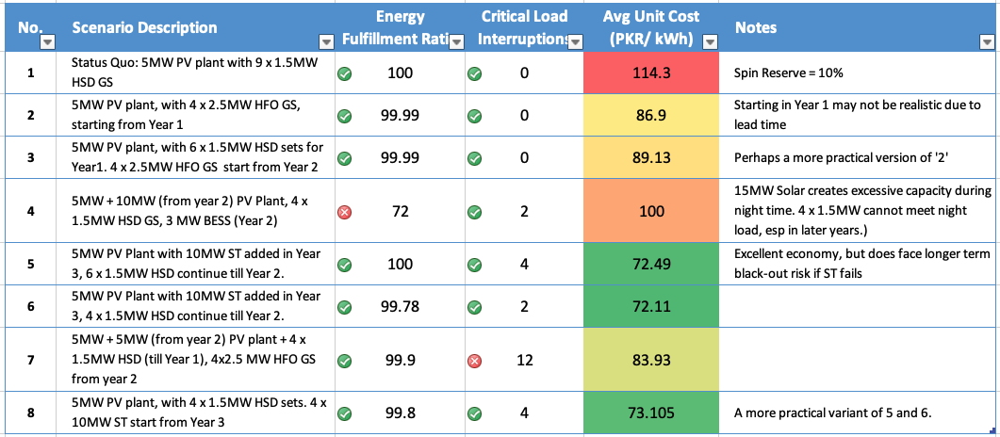 No. Scenario Description Energy Fulfillment Rati Critical Load Interruptions Avg Unit Cost (PKR/ kWh) Notes
1
Status Quo: 5MW PV plant with 9 x 1.5MW
HSD GS
100
0
114.3
Spin Reserve = 10%
2
5MW PV plant, with 4 x 2.5MW HFO GS,
starting from Year 1
99.99
0
86.9
Starting in Year 1 may not be realistic due to
lead time
3
5MW PV plant, with 6 x 1.5MW HSD sets for
Year1. 4 x 2.5MW HFO GS start from Year 2
99.99
0
89.13
Perhaps a more practical version of '2'
4
5MW + 10MW (from year 2) PV Plant, 4 x
1.5MW HSD GS, 3 MW BESS (Year 2)
72
2
100
15MW Solar creates excessive capacity during
night time. 4 x 1.5MW cannot meet night
load, esp in later years.)
5
5MW PV Plant with 10MW ST added in Year
3, 6 x 1.5MW HSD continue till Year 2.
100
4
72.49
Excellent economy, but does face longer term
black-out risk if ST fails
6
5MW PV Plant with 10MW ST added in Year
3, 4 x 1.5MW HSD continue till Year 2.
99.78
2
72.11
7
5MW + 5MW (from year 2) PV plant + 4 x
1.5MW HSD (till Year 1), 4x2.5 MW HFO GS
from year 2
99.9
12
83.93
8
5MW PV plant, with 4 x 1.5MW HSD sets. 4 x
10MW ST start from Year 3
99.8
4
73.105
A more practical variant of 5 and 6.